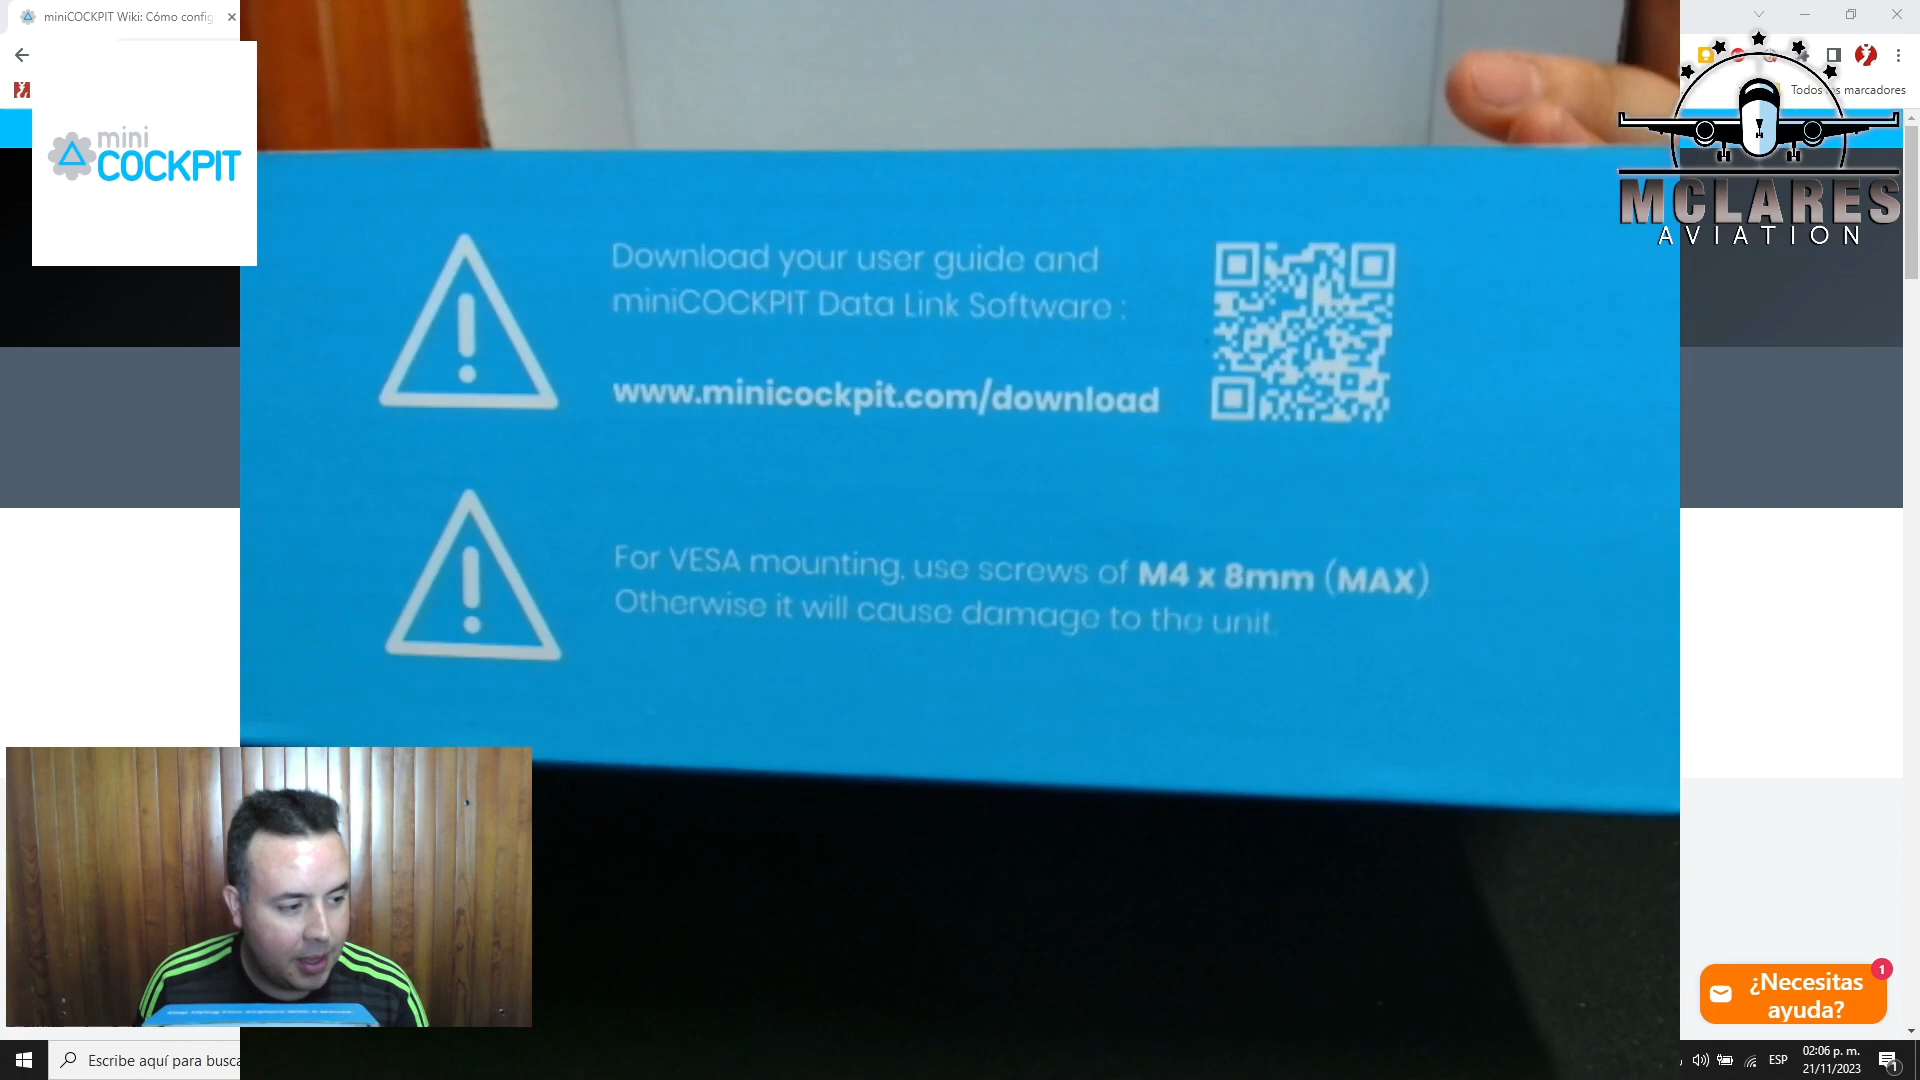 miniCOCKPIT Wiki: Cómo config
Todos los marcadores
mini
COCKPIT
MCLARES
AVIATION
Download your user guide and
miniCOCKPIT Data Link Software :
www.minicockpit.com/download
For VESA mounting, use screws of M4 x 8mm (MAX)
Otherwise it will cause damage to the unit.
¿Necesitas
ayuda?
1
Escribe aquí para busca
ESP
02:06 p. m.
21/11/2023
1